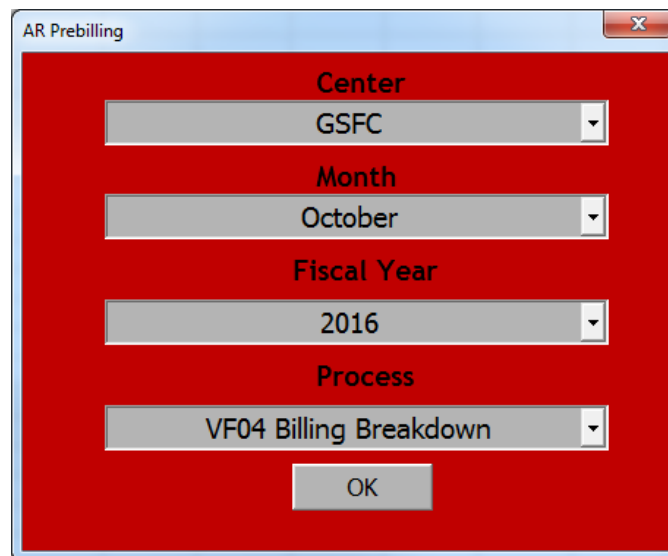 AR Prebilling
Center
GSFC
Month
October
Fiscal Year
2016
Process
VF04 Billing Breakdown
OK